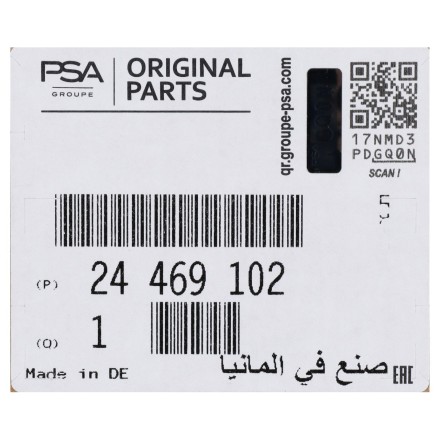 PSA
GROUPE
ORIGINAL
PARTS
qr.groupe-psa.com
17NMD3
PDGQ0N
SCAN!
(P) 24 469 102
(Q) 1
Made in DE
صنع في المانيا
EAC